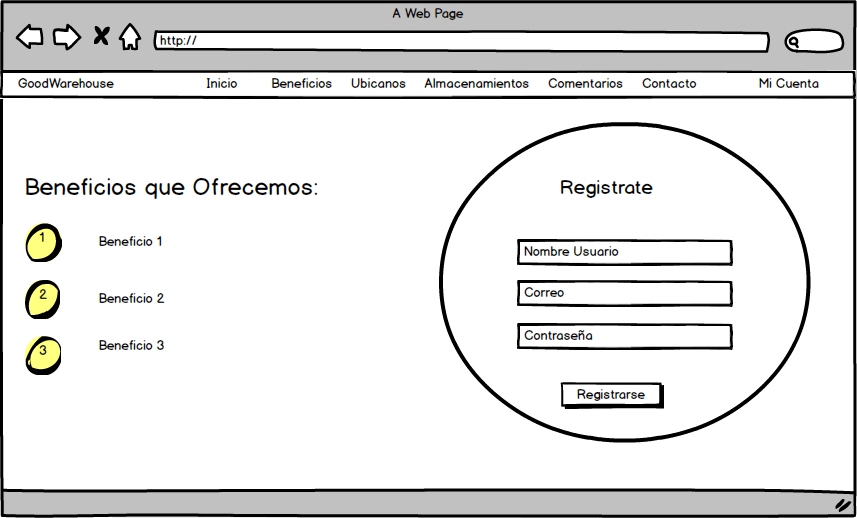 A Web Page
http://
GoodWarehouse Inicio Beneficios Ubicanos Almacenamientos Comentarios Contacto Mi Cuenta
Beneficios que Ofrecemos:
1 Beneficio 1
2 Beneficio 2
3 Beneficio 3
Registrate
Nombre Usuario
Correo
Contraseña
Registrarse